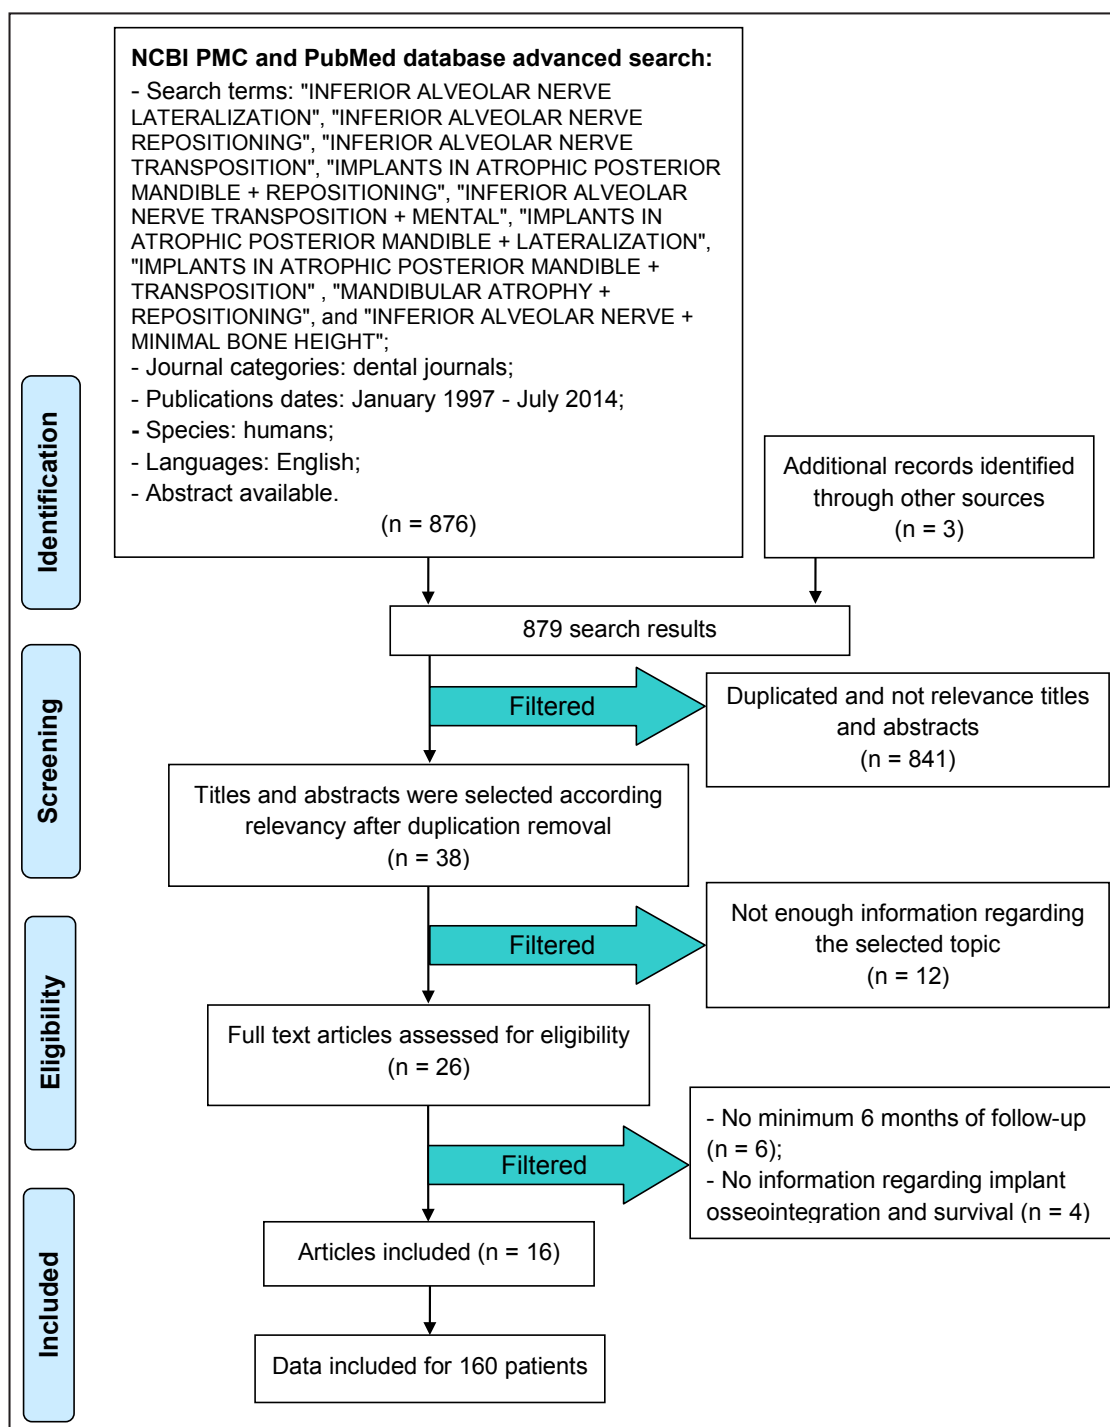 NCBI PMC and PubMed database advanced search:
- Search terms: "INFERIOR ALVEOLAR NERVE
LATERALIZATION", "INFERIOR ALVEOLAR NERVE
REPOSITIONING", "INFERIOR ALVEOLAR NERVE
TRANSPOSITION", "IMPLANTS IN ATROPHIC POSTERIOR
MANDIBLE + REPOSITIONING", "INFERIOR ALVEOLAR
NERVE TRANSPOSITION + MENTAL", "IMPLANTS IN
ATROPHIC POSTERIOR MANDIBLE + LATERALIZATION",
"IMPLANTS IN ATROPHIC POSTERIOR MANDIBLE +
TRANSPOSITION" , "MANDIBULAR ATROPHY +
REPOSITIONING", and "INFERIOR ALVEOLAR NERVE +
MINIMAL BONE HEIGHT";
- Journal categories: dental journals;
- Publications dates: January 1997 - July 2014;
- Species: humans;
- Languages: English;
- Abstract available.
(n = 876)
Identification
Additional records identified
through other sources
(n = 3)
879 search results
Screening
Filtered
Duplicated and not relevance titles
and abstracts
(n = 841)
Titles and abstracts were selected according
relevancy after duplication removal
(n = 38)
Eligibility
Filtered
Not enough information regarding
the selected topic
(n = 12)
Full text articles assessed for eligibility
(n = 26)
Filtered
- No minimum 6 months of follow-up
(n = 6);
- No information regarding implant
osseointegration and survival (n = 4)
Included
Articles included (n = 16)
Data included for 160 patients